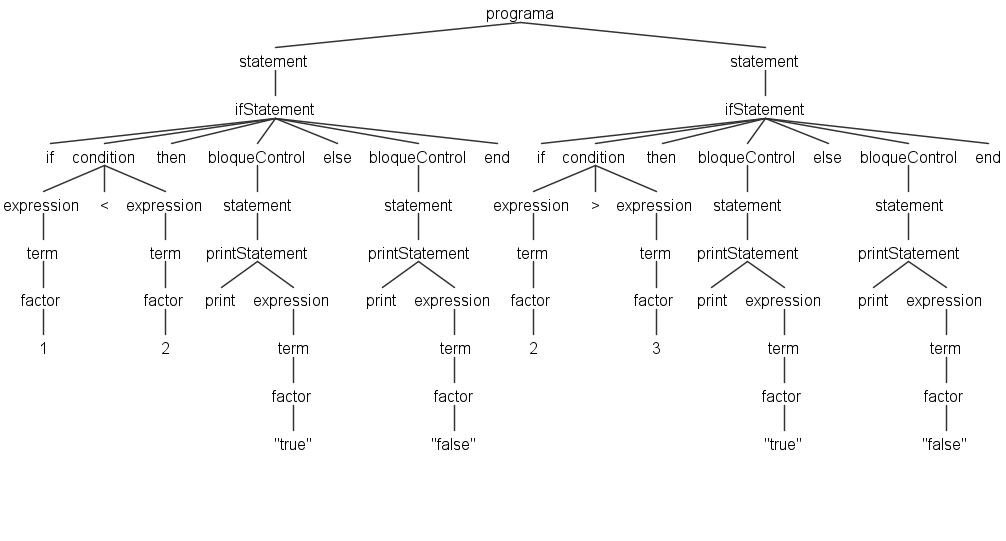 programa
statement statement
ifStatement ifStatement
if condition then bloqueControl else bloqueControl end if condition then bloqueControl else bloqueControl end
expression < expression statement statement expression > expression statement statement
term term printStatement printStatement term term printStatement printStatement
factor factor print expression print expression factor factor print expression print expression
1 2 term term 2 3 term term
factor factor factor factor
"true" "false" "true" "false"